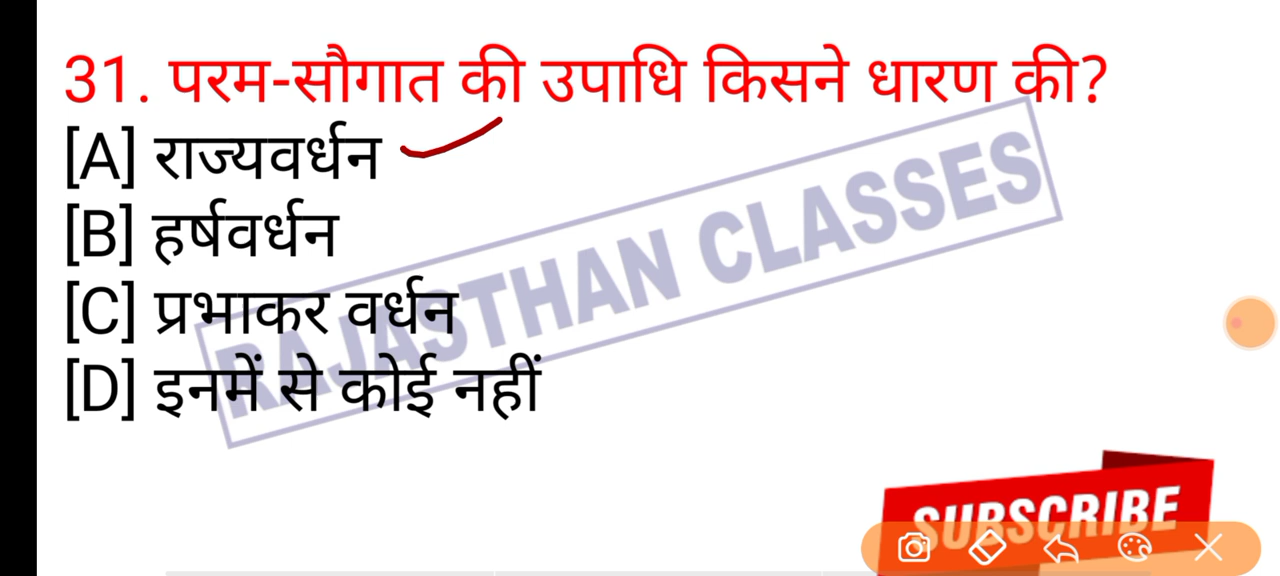 31. परम-सौगात की उपाधि किसने धारण की?
[A] राज्यवर्धन
[B] हर्षवर्धन
[C] प्रभाकर वर्धन
[D] इनमें से कोई नहीं
RAJASTHAN CLASSES
SUBSCRIBE